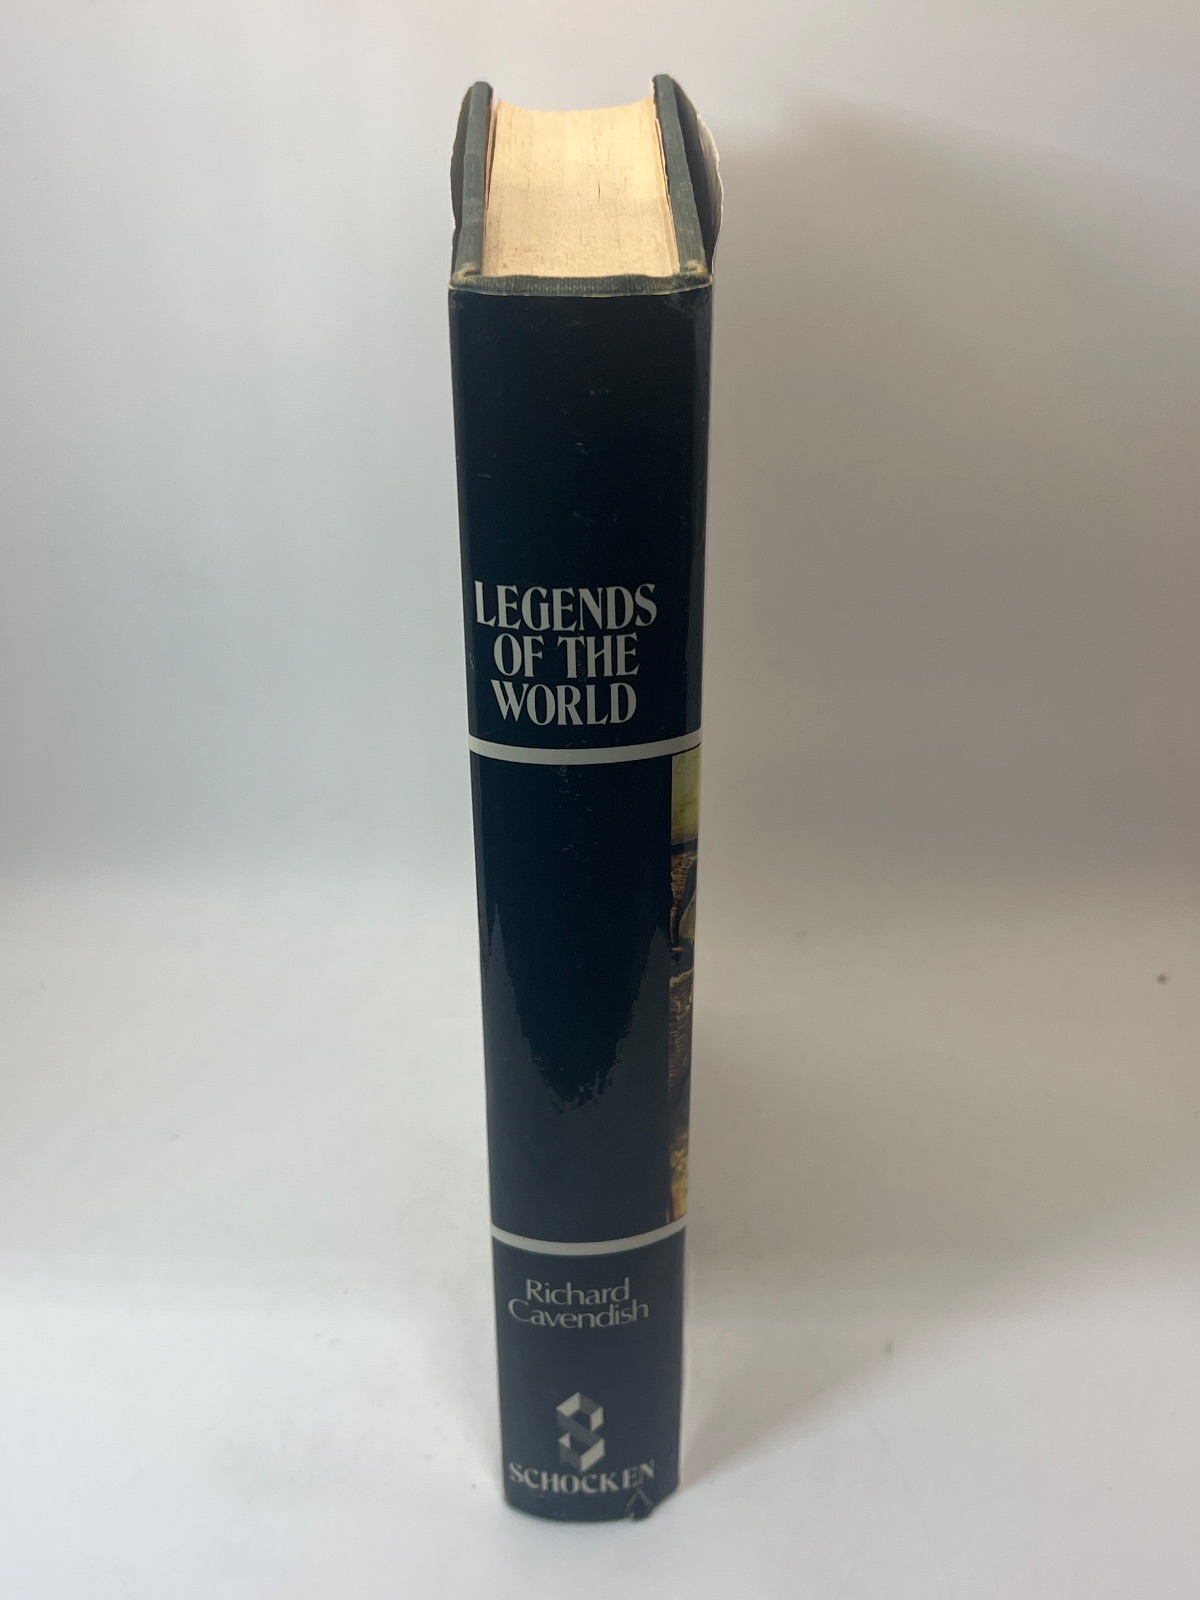 LEGENDS
OF THE
WORLD
Richard
Cavendish
SCHOCKEN